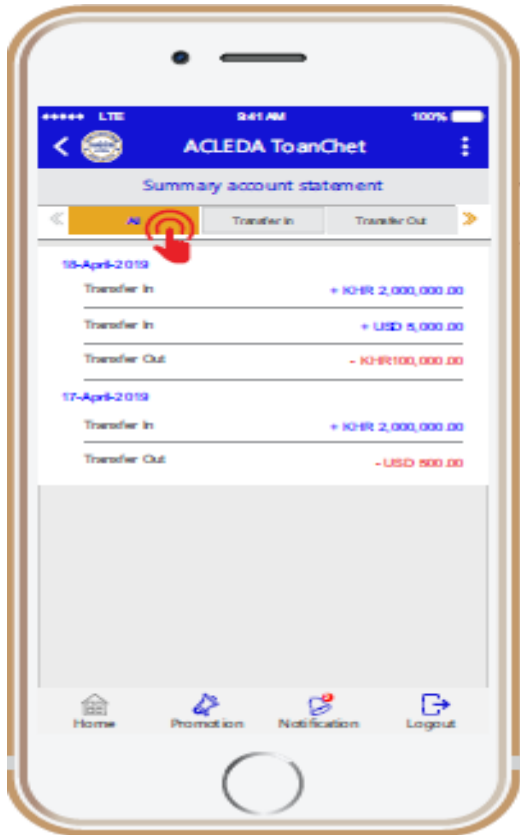 LTE 9:41 AM 100%
ACLEDA ToanChet
Summary account statement
All Transfer In Transfer Out
18-April-2019
Transfer In + KHR 2,000,000.00
Transfer In + USD 5,000.00
Transfer Out - KHR100,000.00
17-April-2019
Transfer In + KHR 2,000,000.00
Transfer Out -USD 500.00
Home Promotion Notification Logout